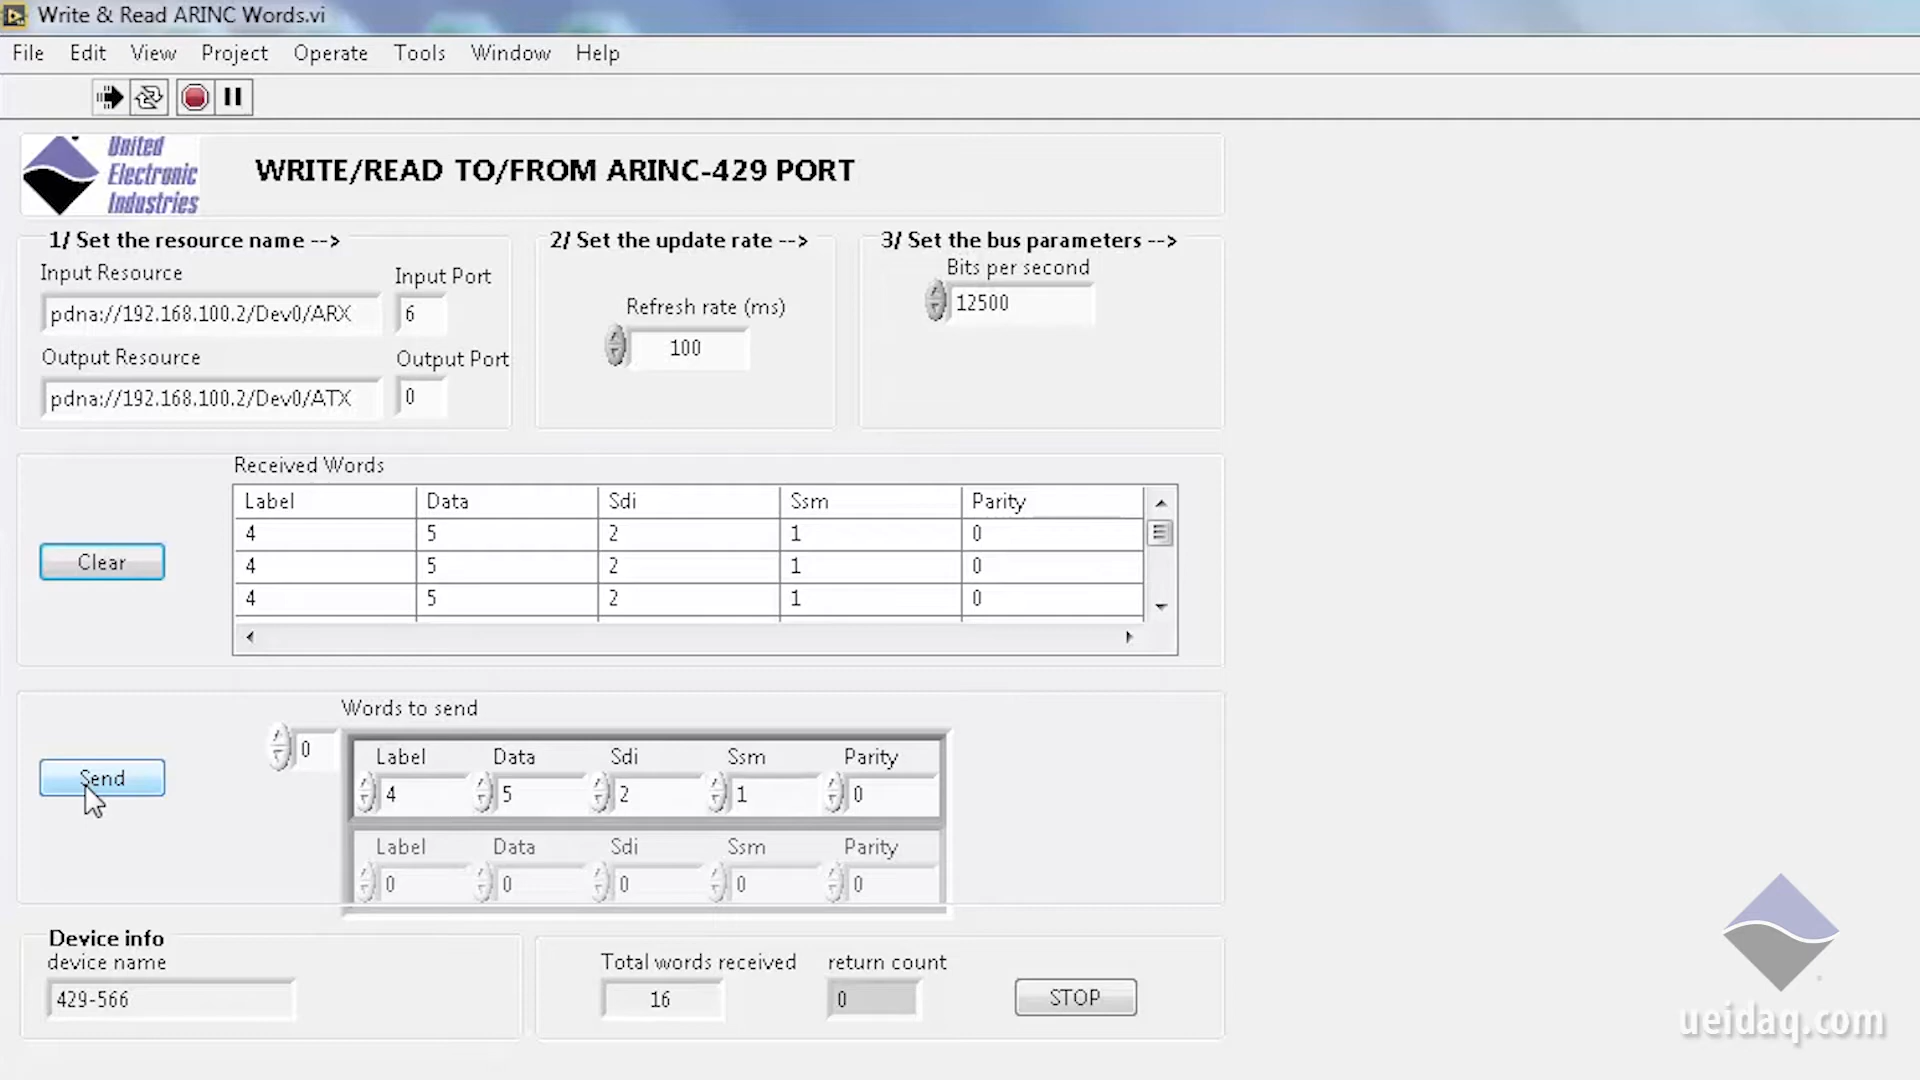 Write & Read ARINC Words.vi
File Edit View Project Operate Tools Window Help
United
Electronic
Industries
WRITE/READ TO/FROM ARINC-429 PORT
1/ Set the resource name -->
Input Resource
Input Port
pdna://192.168.100.2/Dev0/ARX
6
Output Resource
Output Port
pdna://192.168.100.2/Dev0/ATX
0
2/ Set the update rate -->
Refresh rate (ms)
100
3/ Set the bus parameters -->
Bits per second
12500
Received Words
Label Data Sdi Ssm Parity
4 5 2 1 0
4 5 2 1 0
4 5 2 1 0
Clear
Words to send
0
Label Data Sdi Ssm Parity
4 5 2 1 0
Label Data Sdi Ssm Parity
0 0 0 0 0
Send
Device info
device name
429-566
Total words received
16
return count
0
STOP
ueidaq.com